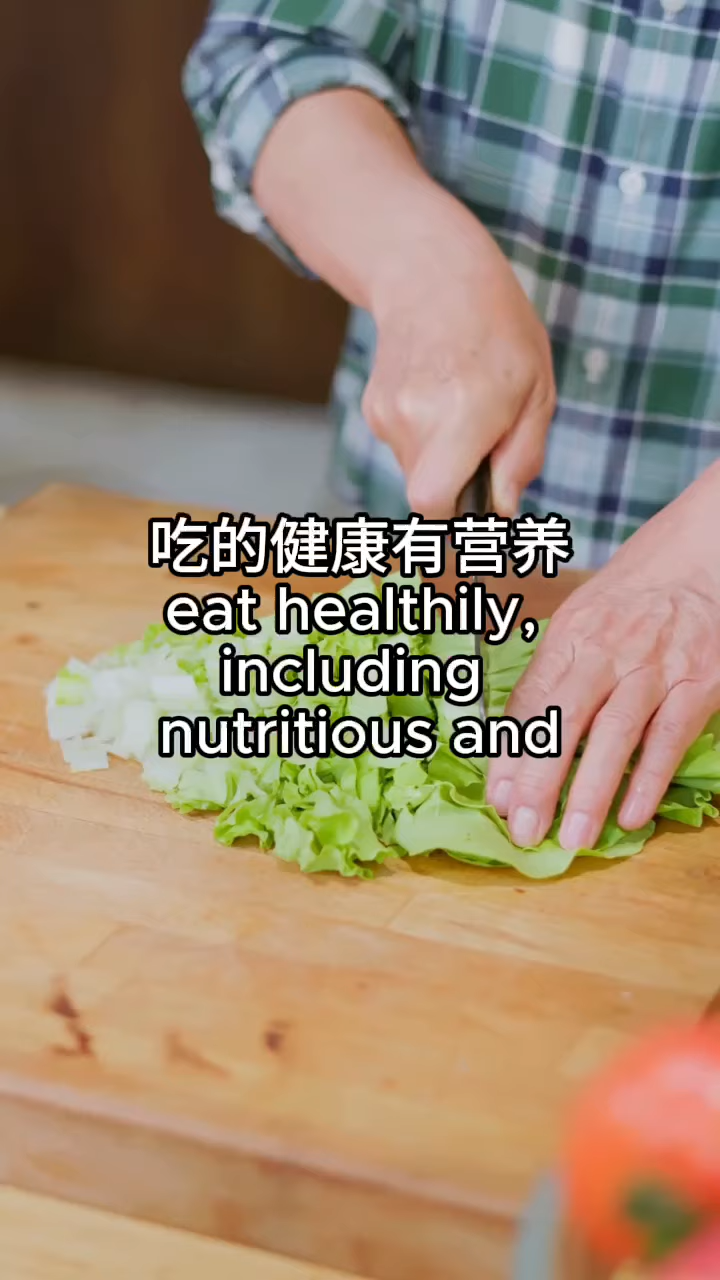 吃的健康有营养
eat healthily,
including
nutritious and